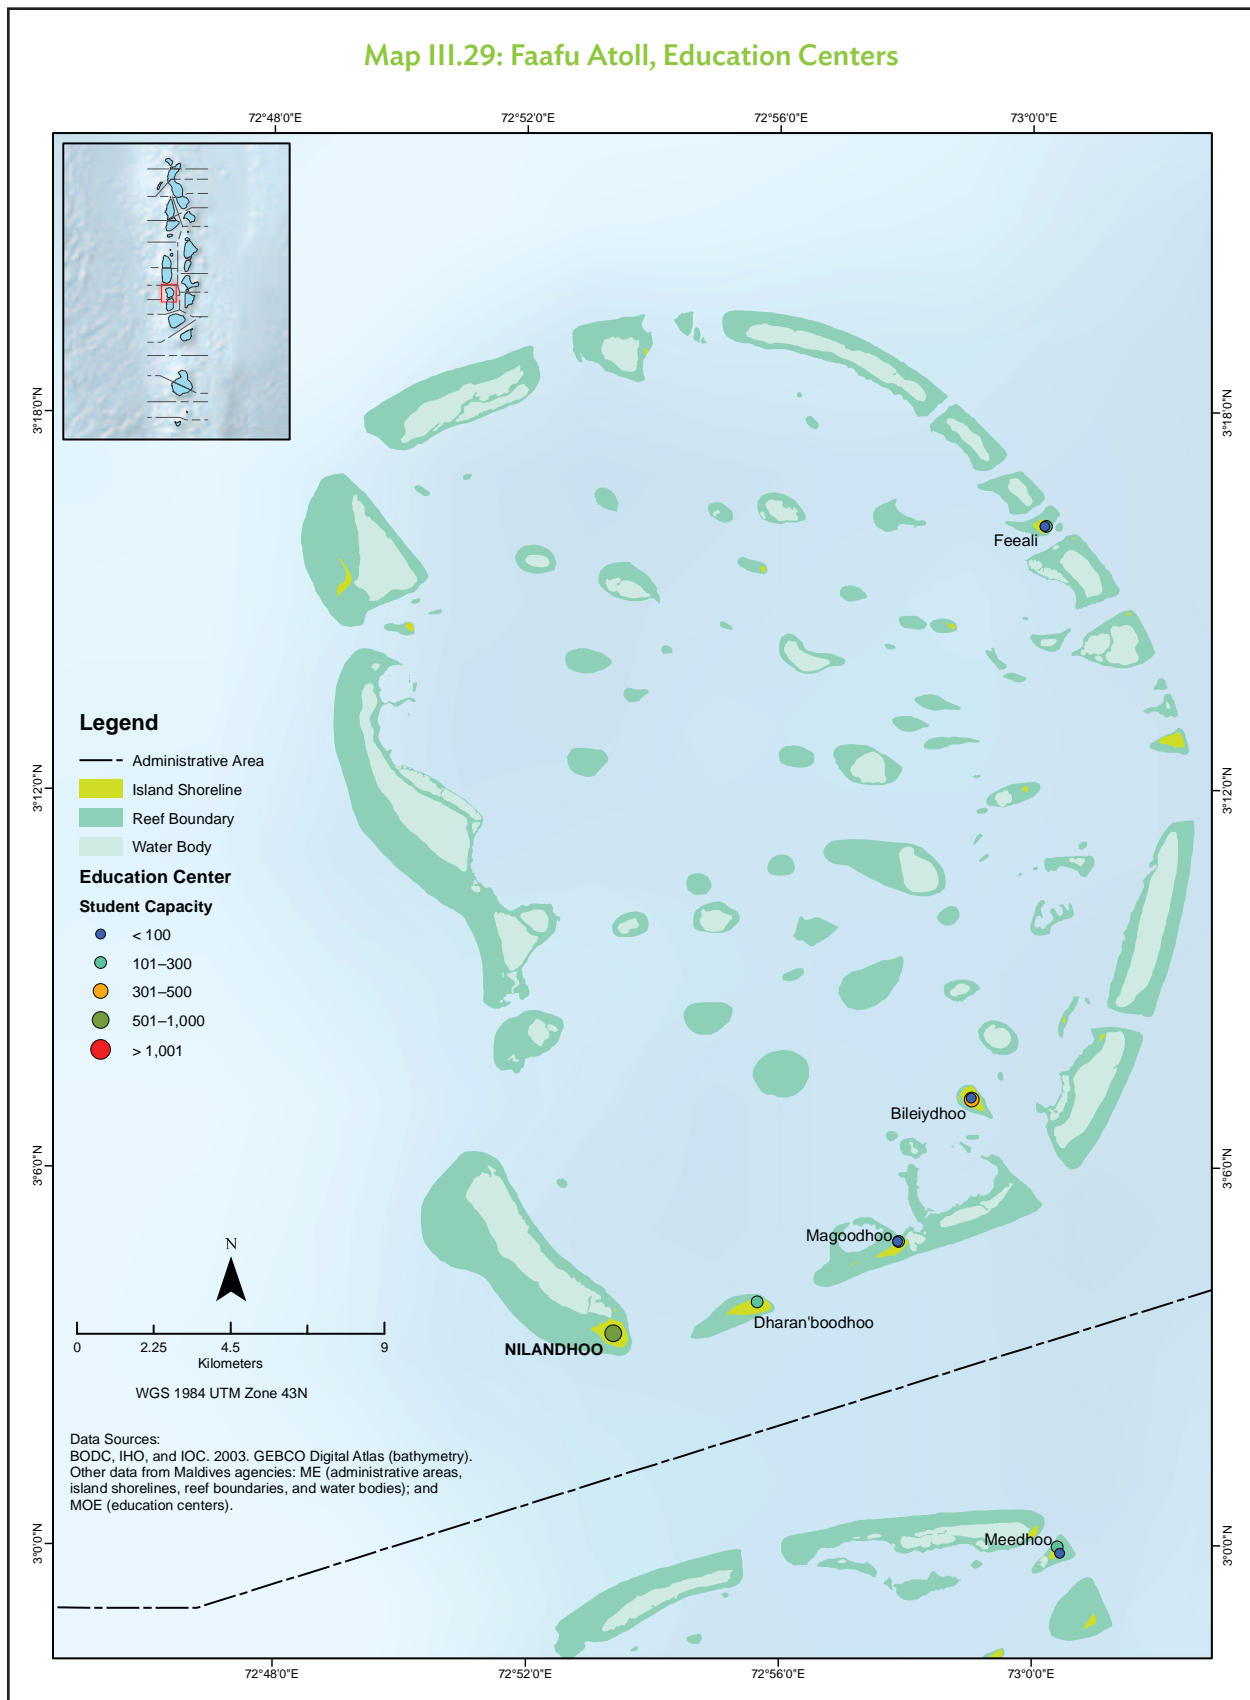 Map III.29: Faafu Atoll, Education Centers
72°48'0"E
72°52'0"E
72°56'0"E
73°0'0"E
3°18'0"N
3°18'0"N
Feeali
Legend
Administrative Area
Island Shoreline
Reef Boundary
Water Body
Education Center
Student Capacity
< 100
101–300
301–500
501–1,000
> 1,001
3°12'0"N
3°12'0"N
Bileiydhoo
3°6'0"N
3°6'0"N
Magoodhoo
N
Dharan'boodhoo
NILANDHOO
0 2.25 4.5 9
Kilometers
WGS 1984 UTM Zone 43N
Data Sources:
BODC, IHO, and IOC. 2003. GEBCO Digital Atlas (bathymetry).
Other data from Maldives agencies: ME (administrative areas,
island shorelines, reef boundaries, and water bodies); and
MOE (education centers).
Meedhoo
3°0'0"N
3°0'0"N
72°48'0"E
72°52'0"E
72°56'0"E
73°0'0"E